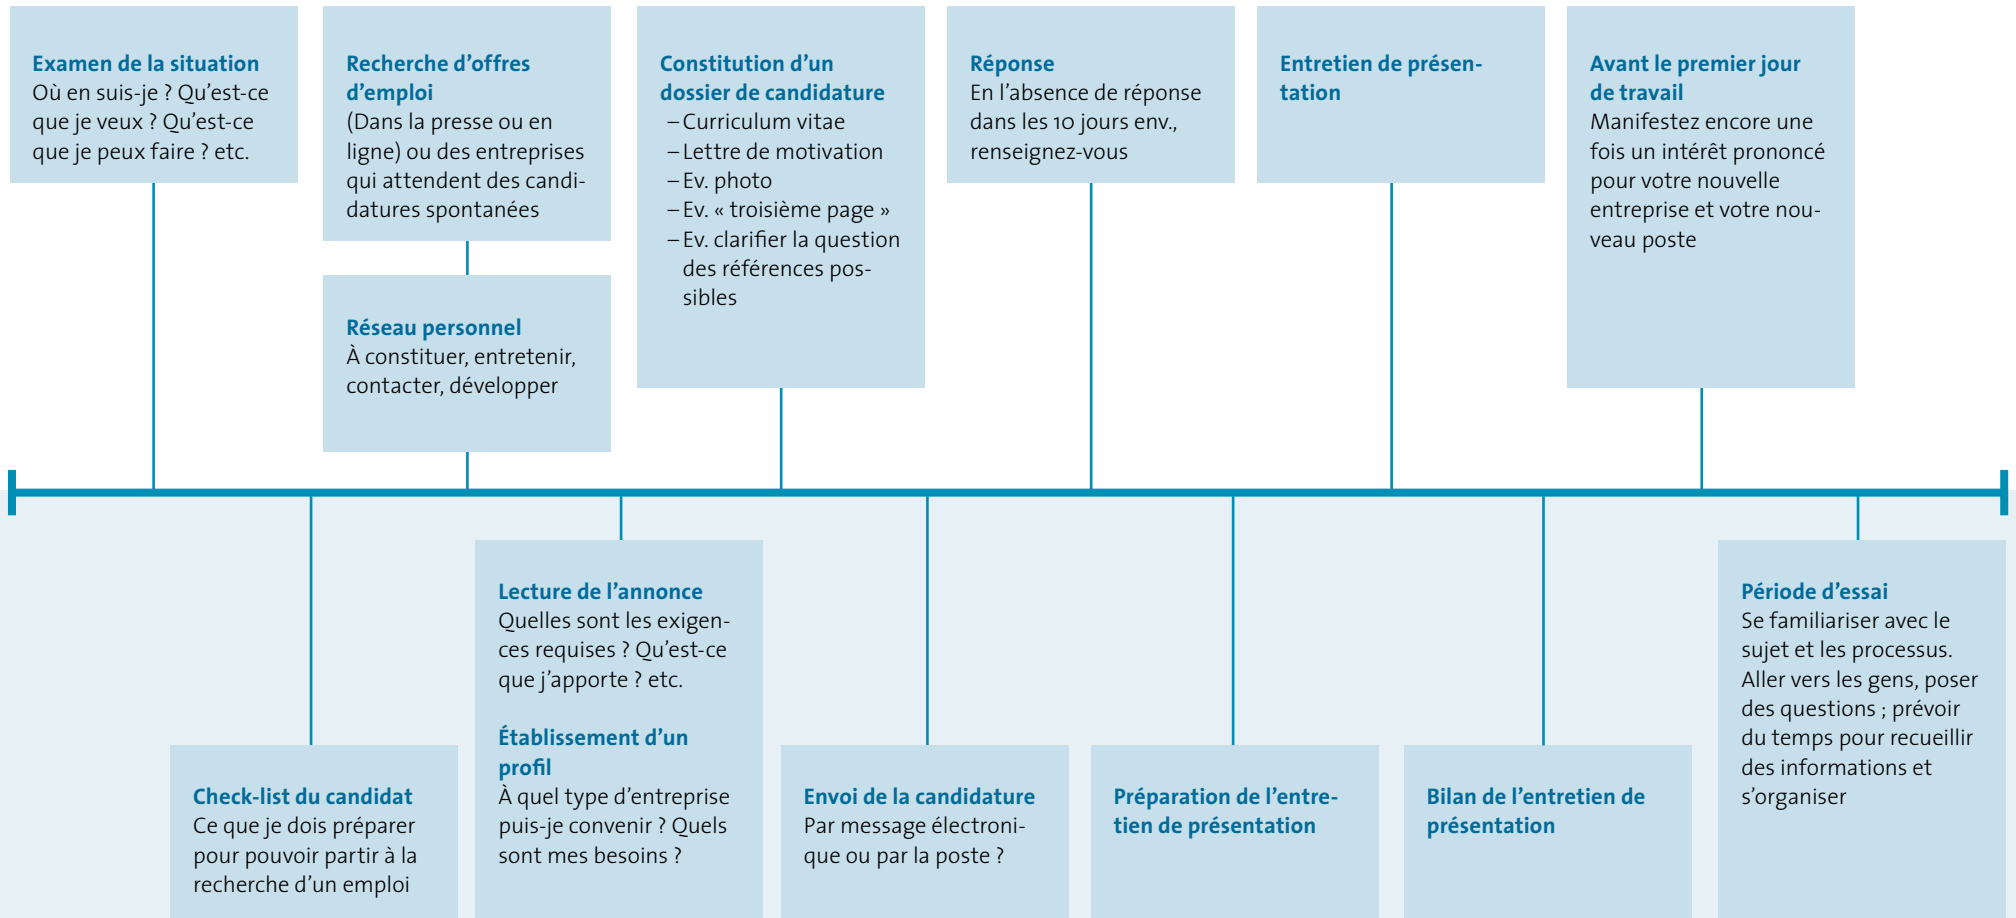 Examen de la situation
Où en suis-je ? Qu’est-ce
que je veux ? Qu’est-ce
que je peux faire ? etc.
Recherche d’offres
d’emploi
(Dans la presse ou en
ligne) ou des entreprises
qui attendent des candi-
datures spontanées
Réseau personnel
À constituer, entretenir,
contacter, développer
Constitution d’un
dossier de candidature
– Curriculum vitae
– Lettre de motivation
– Ev. photo
– Ev. « troisième page »
– Ev. clarifier la question
des références pos-
sibles
Réponse
En l’absence de réponse
dans les 10 jours env.,
renseignez-vous
Entretien de présen-
tation
Avant le premier jour
de travail
Manifestez encore une
fois un intérêt prononcé
pour votre nouvelle
entreprise et votre nou-
veau poste
Check-list du candidat
Ce que je dois préparer
pour pouvoir partir à la
recherche d’un emploi
Lecture de l’annonce
Quelles sont les exigen-
ces requises ? Qu’est-ce
que j’apporte ? etc.
Établissement d’un
profil
À quel type d’entreprise
puis-je convenir ? Quels
sont mes besoins ?
Envoi de la candidature
Par message électroni-
que ou par la poste ?
Préparation de l’entre-
tien de présentation
Bilan de l’entretien de
présentation
Période d’essai
Se familiariser avec le
sujet et les processus.
Aller vers les gens, poser
des questions ; prévoir
du temps pour recueillir
des informations et
s’organiser